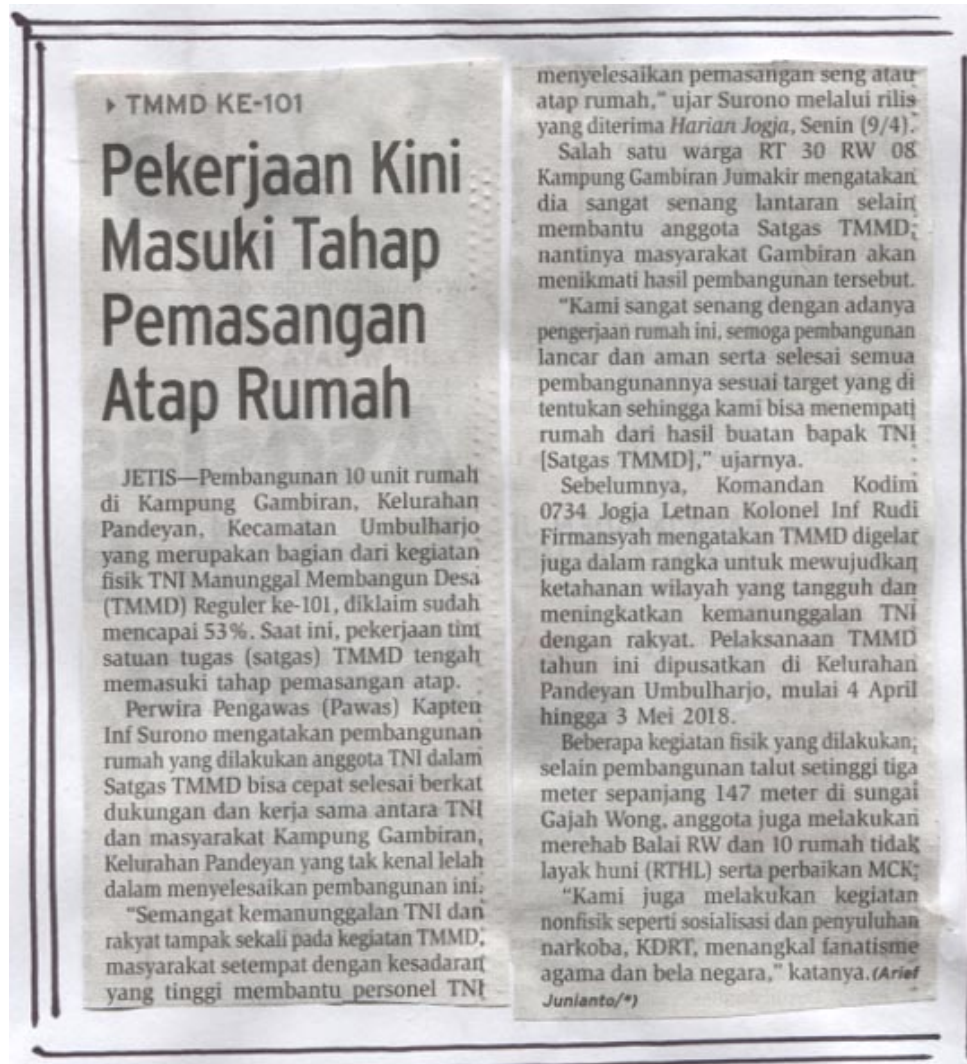 TMMD KE-101
Pekerjaan Kini
Masuki Tahap
Pemasangan
Atap Rumah
JETIS—Pembangunan 10 unit rumah
di Kampung Gambiran, Kelurahan
Pandeyan, Kecamatan Umbulharjo
yang merupakan bagian dari kegiatan
fisik TNI Manunggal Membangun Desa
(TMMD) Reguler ke-101, diklaim sudah
mencapai 53%. Saat ini, pekerjaan tim
satuan tugas (satgas) TMMD tengah
memasuki tahap pemasangan atap.
Perwira Pengawas (Pawas) Kapten
Inf Surono mengatakan pembangunan
rumah yang dilakukan anggota TNI dalam
Satgas TMMD bisa cepat selesai berkat
dukungan dan kerja sama antara TNI
dan masyarakat Kampung Gambiran,
Kelurahan Pandeyan yang tak kenal lelah
dalam menyelesaikan pembangunan ini.
"Semangat kemanunggalan TNI dan
rakyat tampak sekali pada kegiatan TMMD,
masyarakat setempat dengan kesadaran
yang tinggi membantu personel TNI
menyelesaikan pemasangan seng atau
atap rumah," ujar Surono melalui rilis
yang diterima Harian Jogja, Senin (9/4).
Salah satu warga RT 30 RW 08
Kampung Gambiran Jumakir mengatakan
dia sangat senang lantaran selain
membantu anggota Satgas TMMD,
nantinya masyarakat Gambiran akan
menikmati hasil pembangunan tersebut.
"Kami sangat senang dengan adanya
pengerjaan rumah ini, semoga pembangunan
lancar dan aman serta selesai semua
pembangunannya sesuai target yang di
tentukan sehingga kami bisa menempati
rumah dari hasil buatan bapak TNI
[Satgas TMMD]," ujarnya.
Sebelumnya, Komandan Kodim
0734 Jogja Letnan Kolonel Inf Rudi
Firmansyah mengatakan TMMD digelar
juga dalam rangka untuk mewujudkan
ketahanan wilayah yang tangguh dan
meningkatkan kemanunggalan TNI
dengan rakyat. Pelaksanaan TMMD
tahun ini dipusatkan di Kelurahan
Pandeyan Umbulharjo, mulai 4 April
hingga 3 Mei 2018.
Beberapa kegiatan fisik yang dilakukan,
selain pembangunan talut setinggi tiga
meter sepanjang 147 meter di sungai
Gajah Wong, anggota juga melakukan
merehab Balai RW dan 10 rumah tidak
layak huni (RTHL) serta perbaikan MCK.
"Kami juga melakukan kegiatan
nonfisik seperti sosialisasi dan penyuluhan
narkoba, KDRT, menangkal fanatisme
agama dan bela negara," katanya. (Arief
Junianto/*)